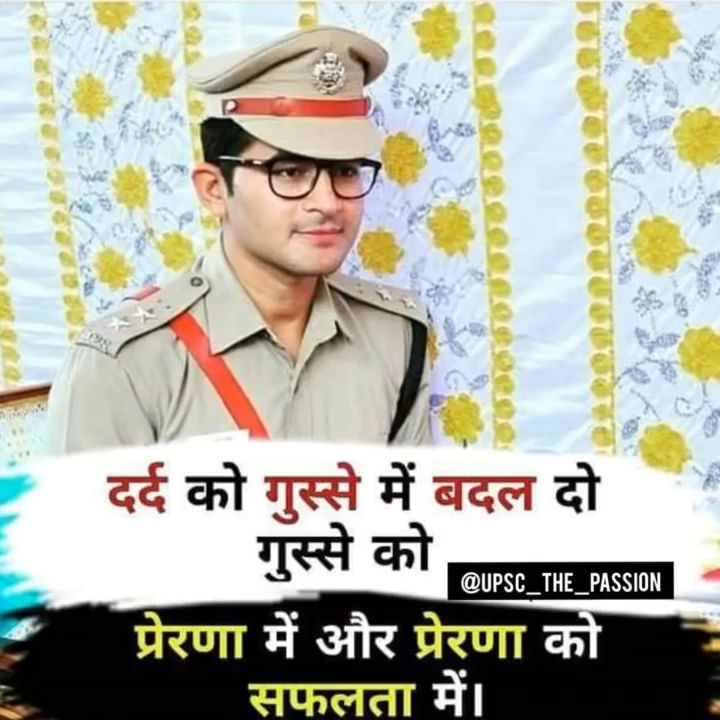 दर्द को गुस्से में बदल दो
गुस्से को
@UPSC_THE_PASSION
प्रेरणा में और प्रेरणा को
सफलता में।